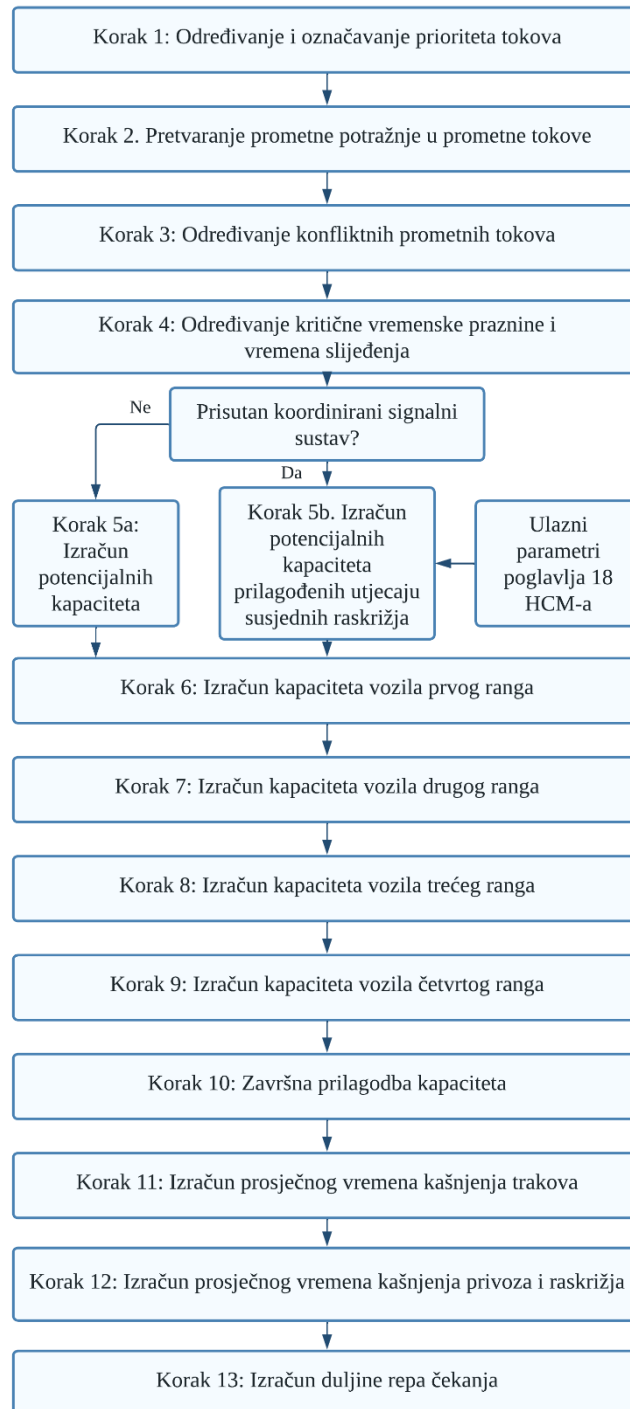 Korak 1: Određivanje i označavanje prioriteta tokova
Korak 2. Pretvaranje prometne potražnje u prometne tokove
Korak 3: Određivanje konfliktnih prometnih tokova
Korak 4: Određivanje kritične vremenske praznine i
vremena slijeđenja
Ne
Prisutan koordinirani signalni
sustav?
Da
Korak 5a:
Izračun
potencijalnih
kapaciteta
Korak 5b. Izračun
potencijalnih
kapaciteta
prilagođenih utjecaju
susjednih raskrižja
Ulazni
parametri
poglavlja 18
HCM-a
Korak 6: Izračun kapaciteta vozila prvog ranga
Korak 7: Izračun kapaciteta vozila drugog ranga
Korak 8: Izračun kapaciteta vozila trećeg ranga
Korak 9: Izračun kapaciteta vozila četvrtog ranga
Korak 10: Završna prilagodba kapaciteta
Korak 11: Izračun prosječnog vremena kašnjenja trakova
Korak 12: Izračun prosječnog vremena kašnjenja privoza i raskrižja
Korak 13: Izračun duljine repa čekanja